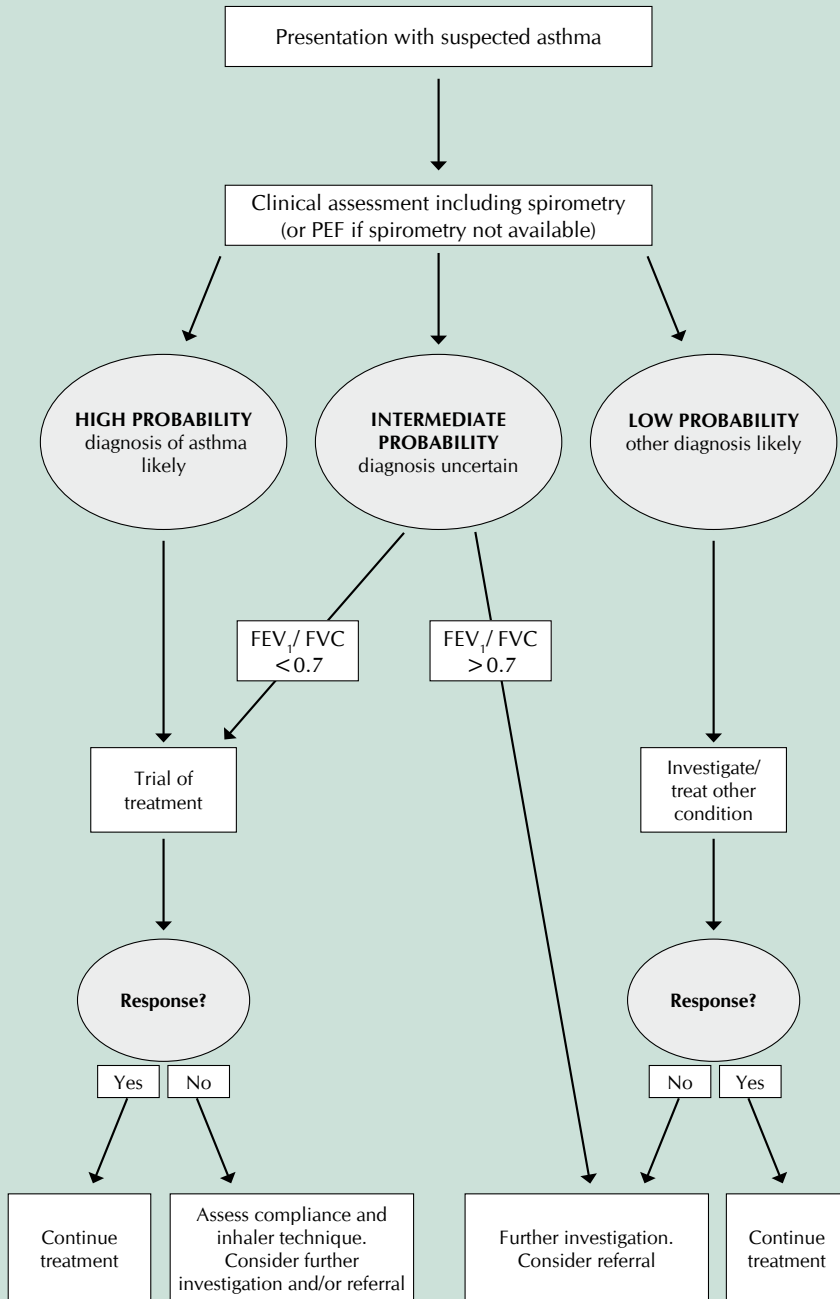 Presentation with suspected asthma
Clinical assessment including spirometry
(or PEF if spirometry not available)
HIGH PROBABILITY
diagnosis of asthma
likely
INTERMEDIATE
PROBABILITY
diagnosis uncertain
LOW PROBABILITY
other diagnosis likely
FEV₁/ FVC
<0.7
FEV₁/ FVC
>0.7
Trial of
treatment
Investigate/
treat other
condition
Response?
Response?
Yes
No
No
Yes
Continue
treatment
Assess compliance and
inhaler technique.
Consider further
investigation and/or referral
Further investigation.
Consider referral
Continue
treatment